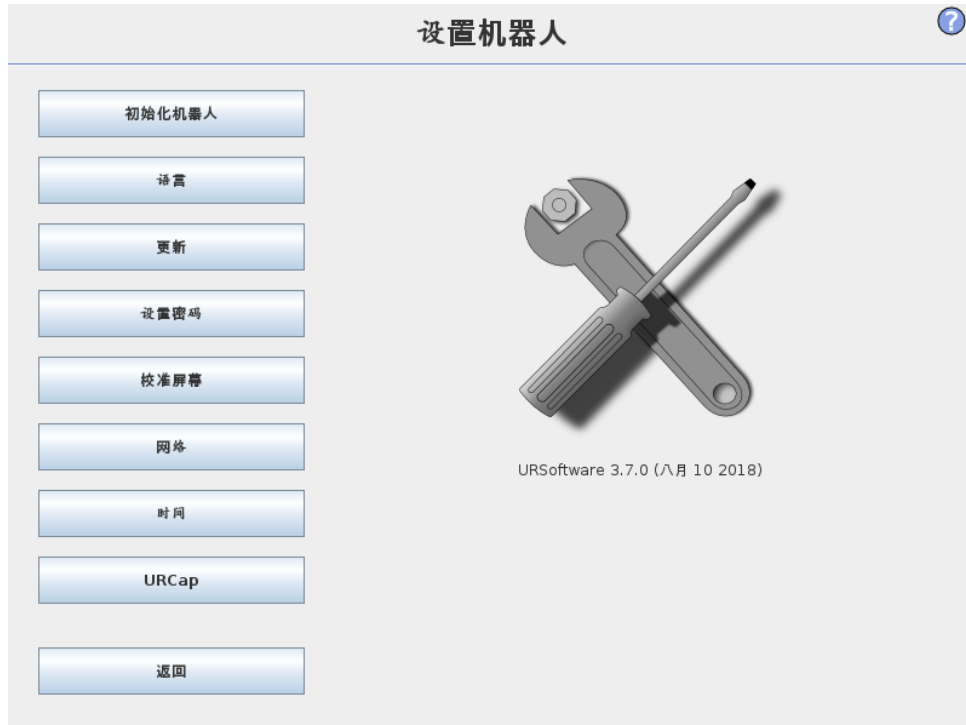 设置机器人
?
初始化机器人
语言
更新
设置密码
校准屏幕
网络
时间
URCap
返回
URSoftware 3.7.0 (八月 10 2018)